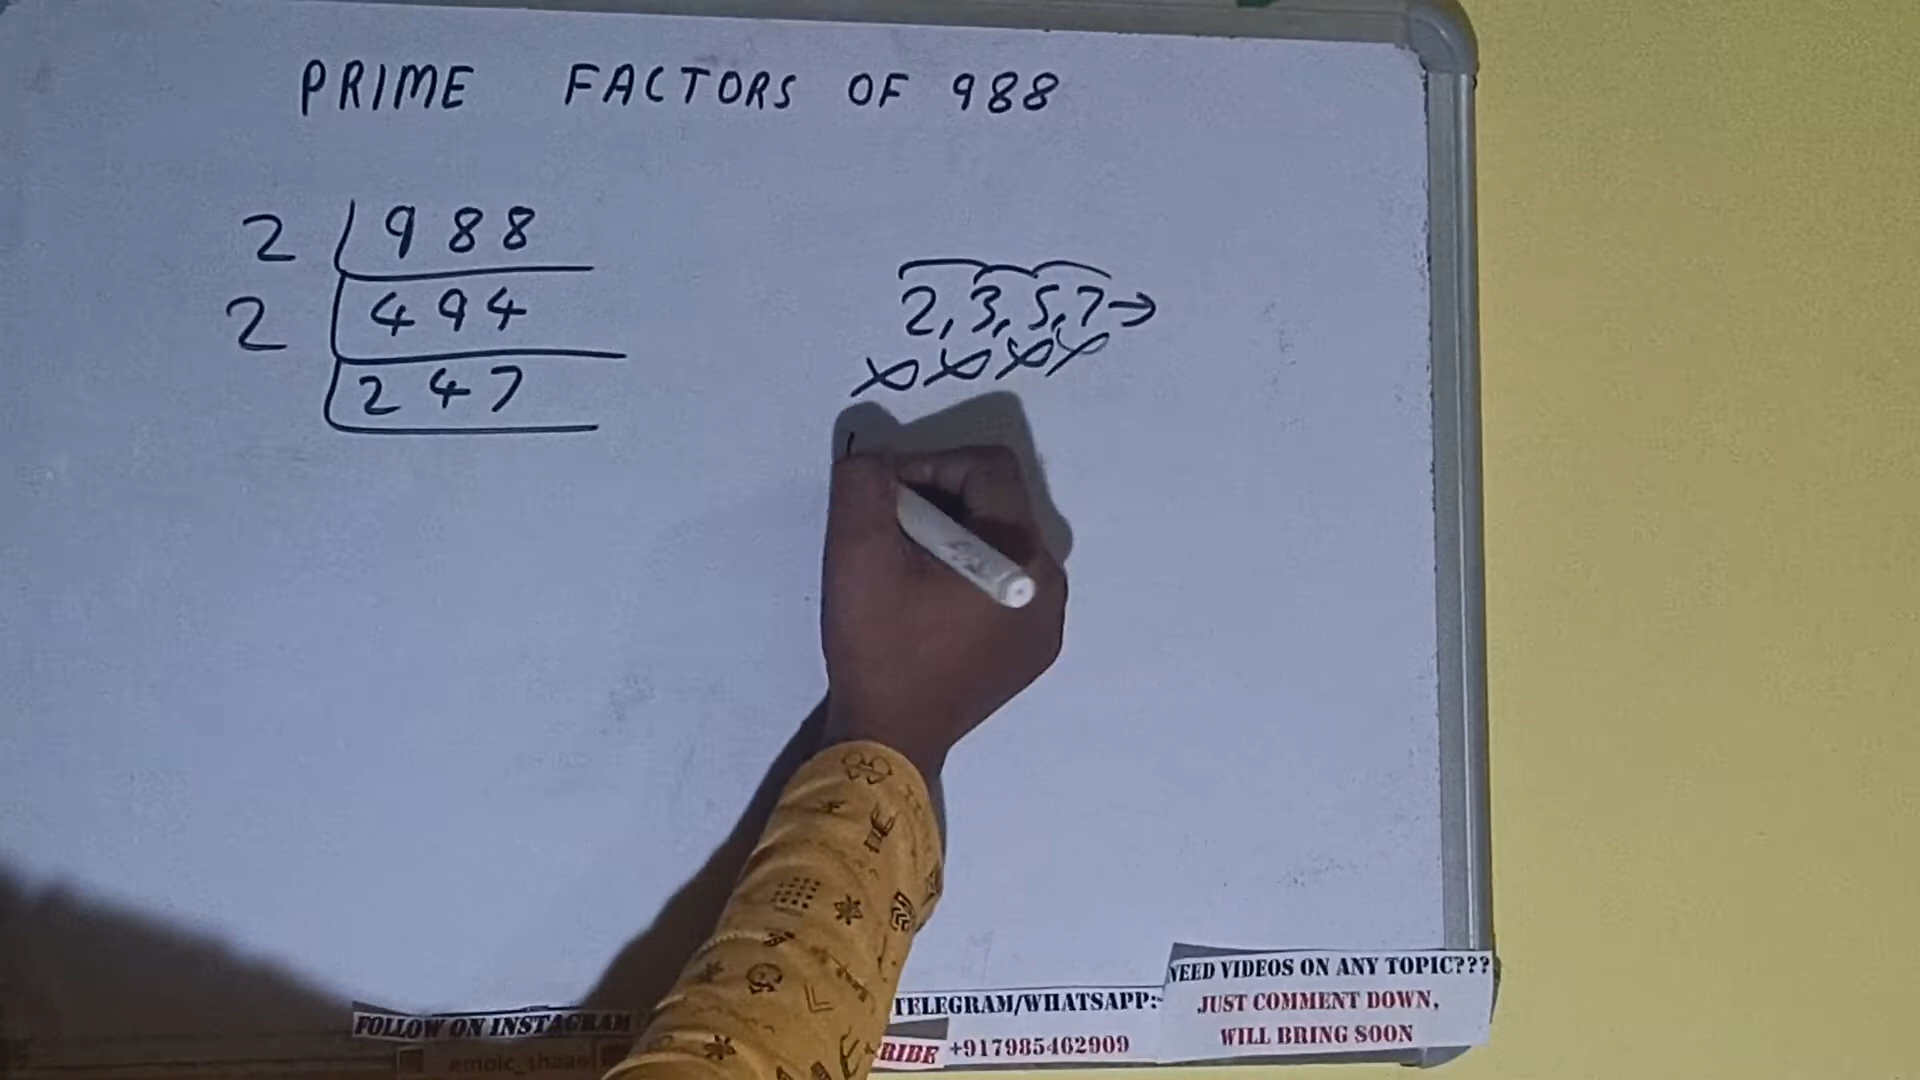 PRIME FACTORS OF 988
2 988
2 494
247
2,3,5,7→
FOLLOW ON INSTAGRAM
TELEGRAM/WHATSAPP:-
RIBE +917985462909
NEED VIDEOS ON ANY TOPIC???
JUST COMMENT DOWN,
WILL BRING SOON